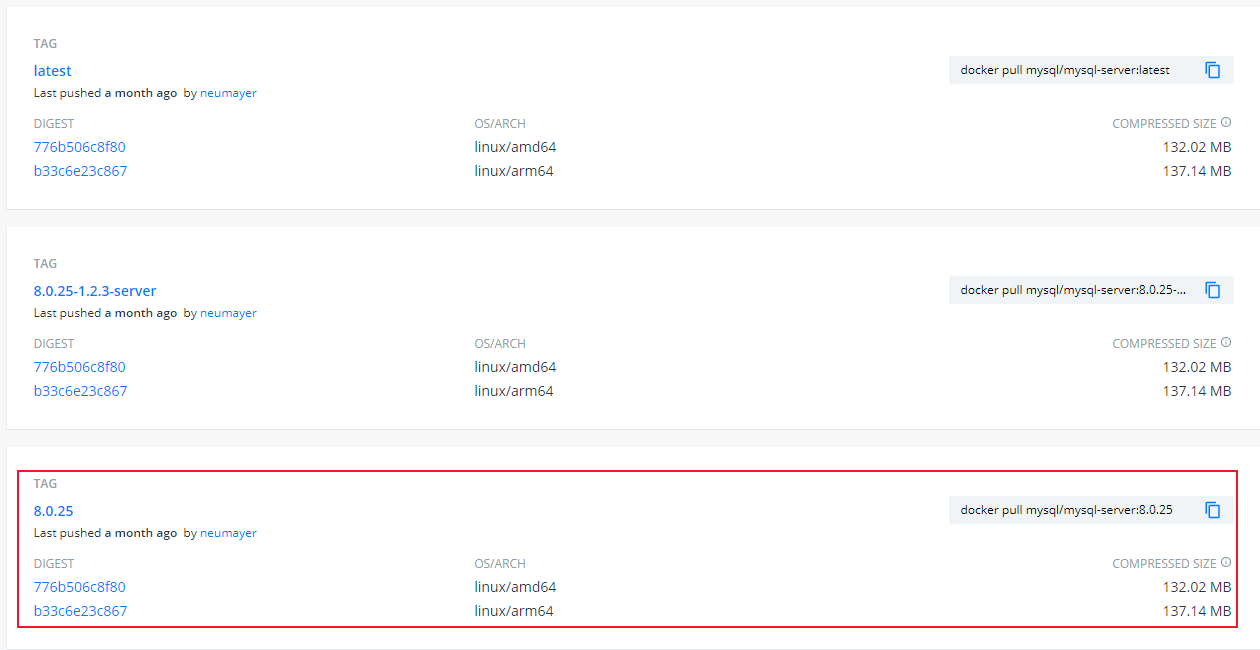 TAG
latest
docker pull mysql/mysql-server:latest
Last pushed a month ago by neumayer
DIGEST OS/ARCH COMPRESSED SIZE
776b506c8f80 linux/amd64 132.02 MB
b33c6e23c867 linux/arm64 137.14 MB
TAG
8.0.25-1.2.3-server
docker pull mysql/mysql-server:8.0.25-...
Last pushed a month ago by neumayer
DIGEST OS/ARCH COMPRESSED SIZE
776b506c8f80 linux/amd64 132.02 MB
b33c6e23c867 linux/arm64 137.14 MB
TAG
8.0.25
docker pull mysql/mysql-server:8.0.25
Last pushed a month ago by neumayer
DIGEST OS/ARCH COMPRESSED SIZE
776b506c8f80 linux/amd64 132.02 MB
b33c6e23c867 linux/arm64 137.14 MB